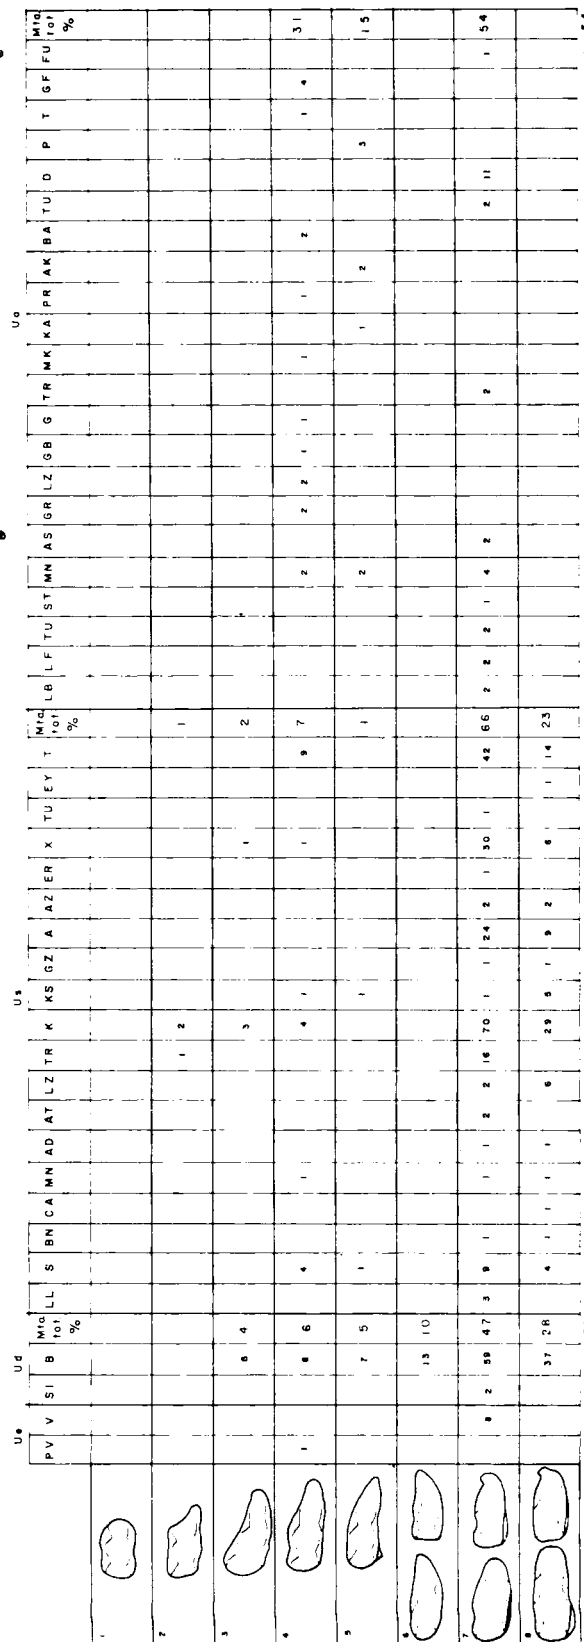 Ue Ud Us Ua
PV V SI B Mta. tot. % LL S BN CA MN AD AT LZ TR K KS GZ A AZ ER X TU EY T Mta. tot % LB LF TU ST MN AS GR LZ GB G TR MK KA PR AK BA TU D P T GF FU Mta tot %
1
2 1 2 1
3 6 4 3 1 2
4 1 8 6 4 1 4 1 1 9 7 2 2 2 1 1 1 1 2 1 4 31
5 7 5 1 1 1 2 1 2 3 15
6 13 10
7 8 2 59 47 3 9 1 1 1 2 2 16 70 1 1 24 2 1 30 1 42 66 2 2 2 1 4 2 2 2 11 1 54
8 37 28 4 1 1 1 1 6 29 5 1 9 2 6 1 14 23